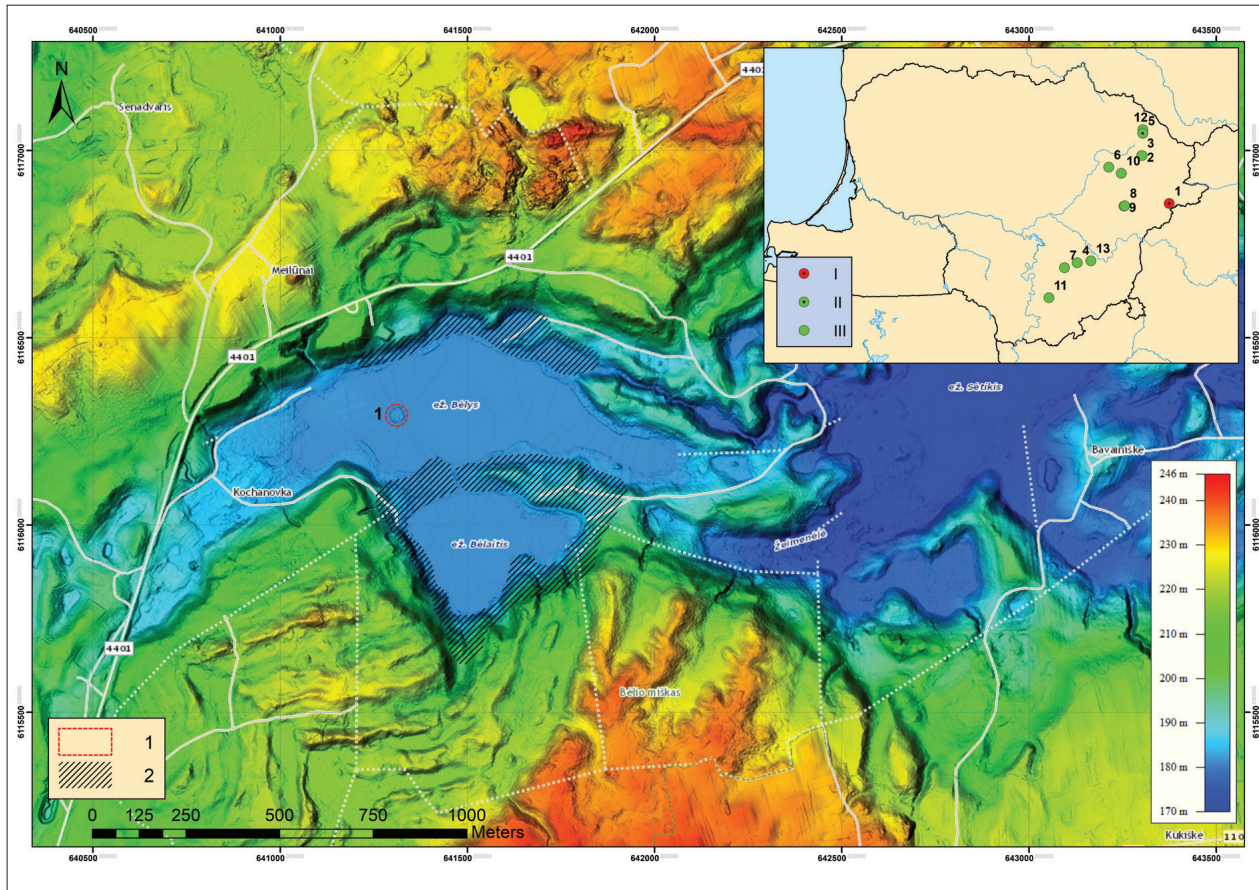 640500 641000 641500 642000 642500 643000 643500
N
Senadvaris
4401
6117000 6117000
Meilūnai
4401
12 5
3
6 10 2
8 1
9
7 4 13
11
I
II
III
6116500 6116500
4401
ež. Bėlys
1
ež. Sėtikis
Bavainiškė
Kochanovka
6116000 6116000
ež. Bėlaitis
Žeimenėlė
4401
Bėlio miškas
6115500 6115500
246 m
240 m
230 m
220 m
210 m
200 m
190 m
180 m
170 m
1
2
0 125 250 500 750 1000
Meters
Kukiškė 110
640500 641000 641500 642000 642500 643000 643500